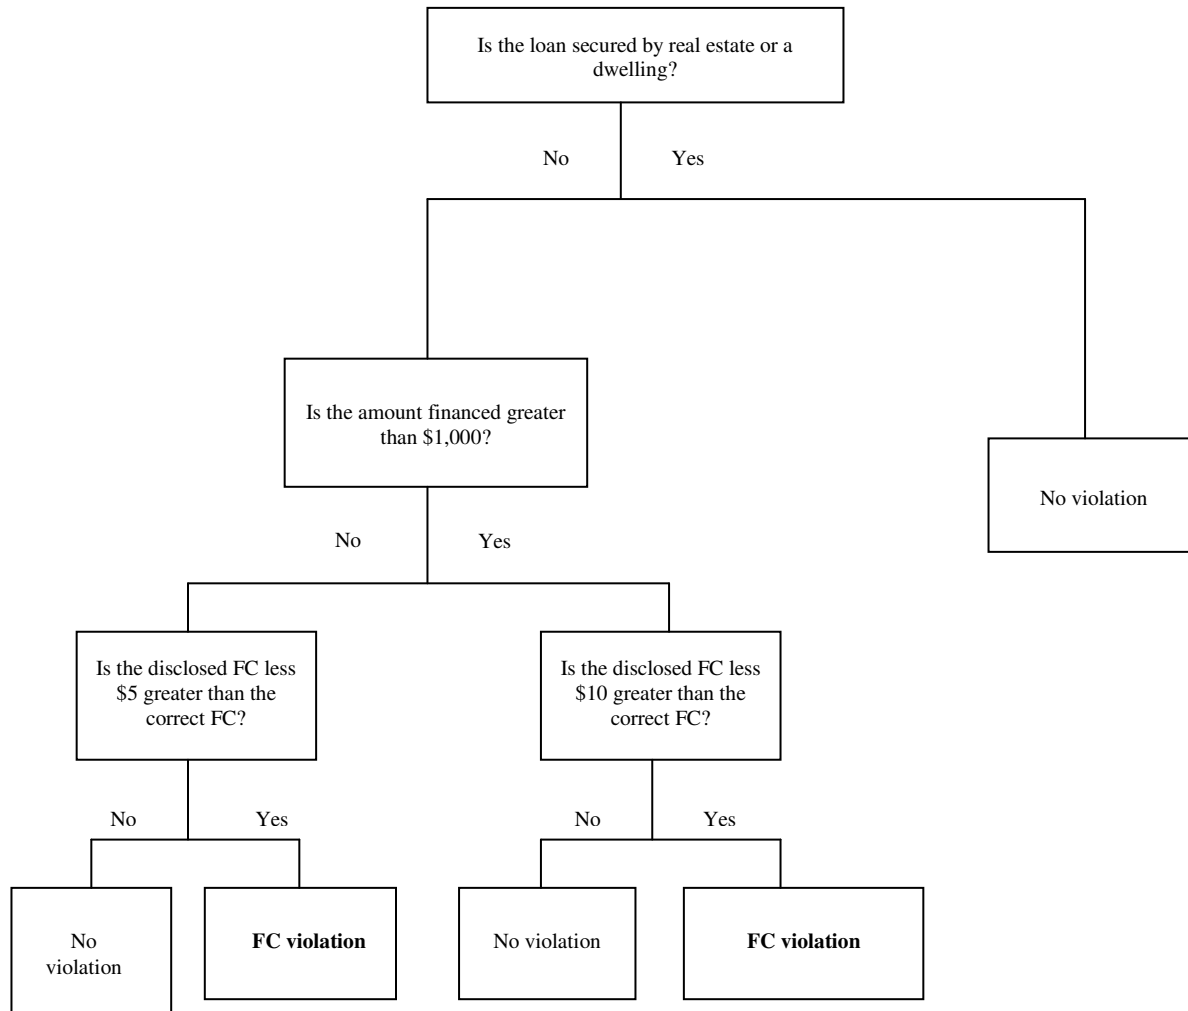 Is the loan secured by real estate or a
dwelling?
No
Yes
Is the amount financed greater
than $1,000?
No violation
No
Yes
Is the disclosed FC less
$5 greater than the
correct FC?
Is the disclosed FC less
$10 greater than the
correct FC?
No
Yes
No
Yes
No
violation
FC violation
No violation
FC violation